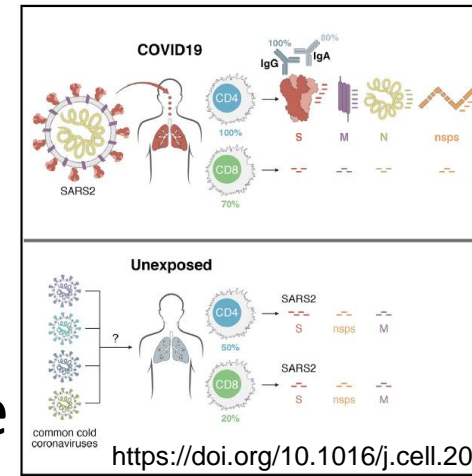 COVID19
100%
IgG
80%
IgA
CD4
100%
S
M
N
nsps
CD8
70%
SARS2
Unexposed
?
CD4
50%
SARS2
S
nsps
M
CD8
20%
SARS2
S
nsps
M
common cold
coronaviruses
e
https://doi.org/10.1016/j.cell.20